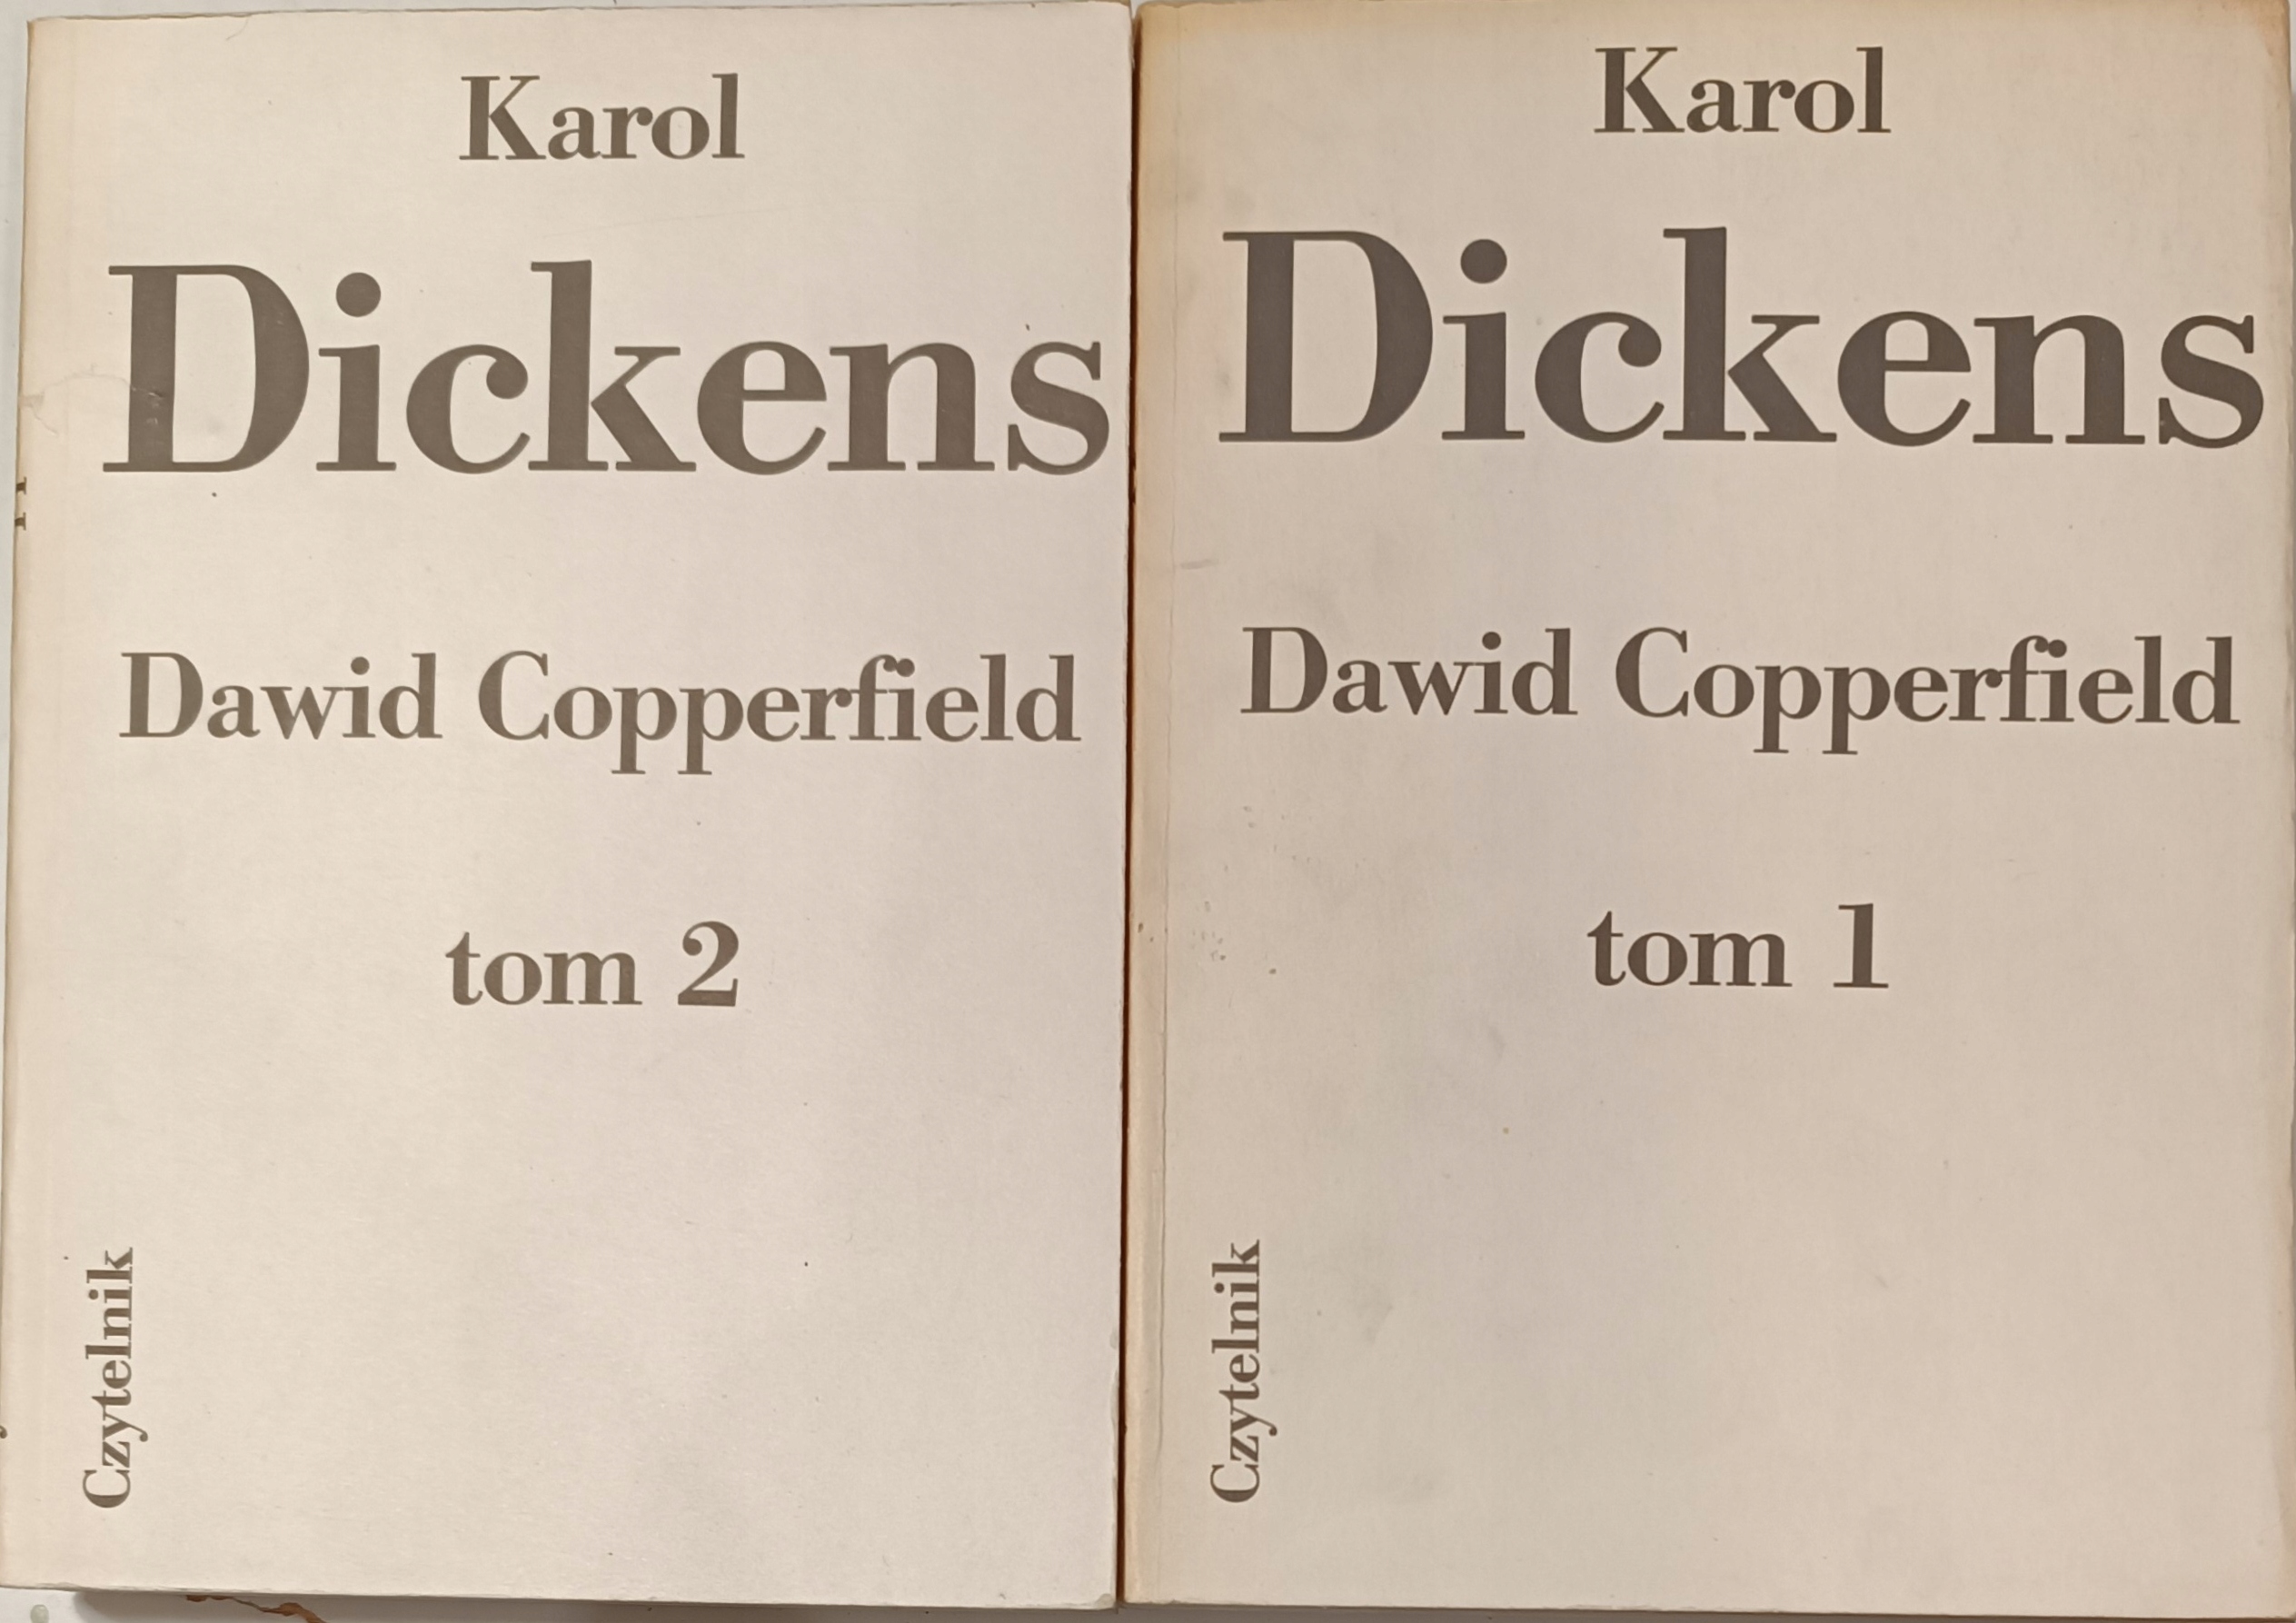 Karol
Dickens
Dawid Copperfield
tom 2
Czytelnik
Karol
Dickens
Dawid Copperfield
tom 1
Czytelnik